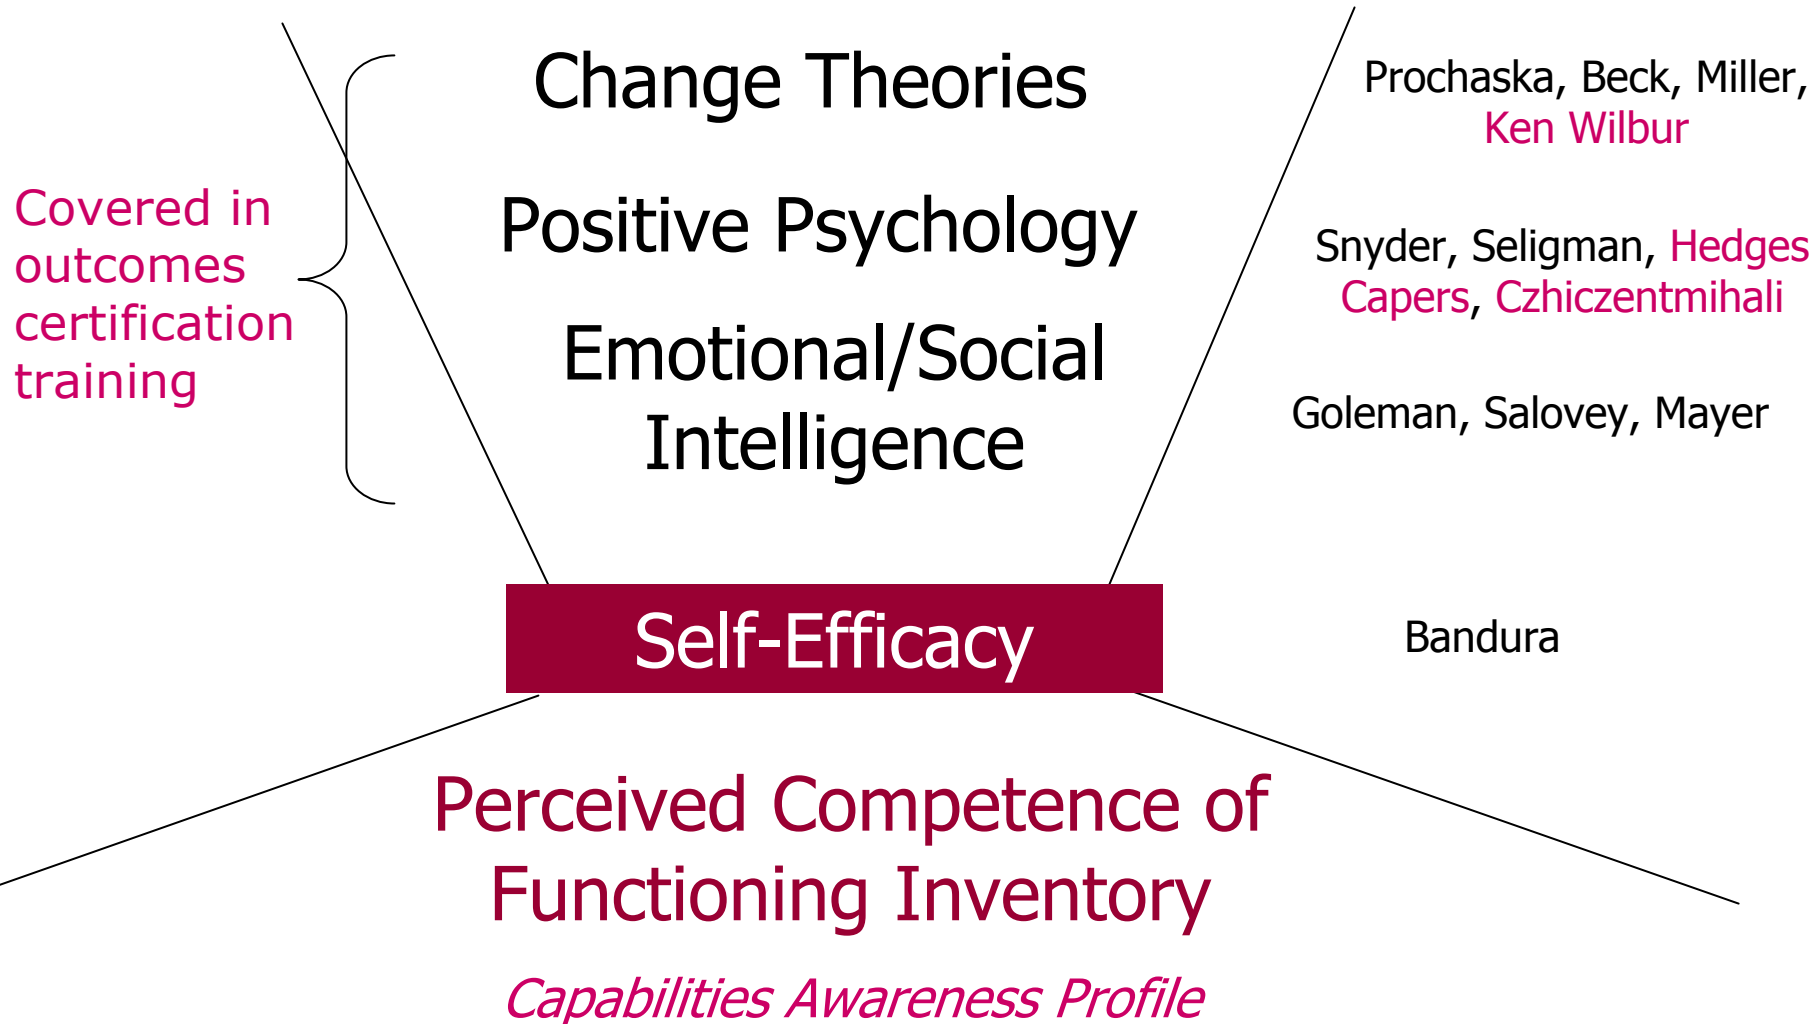 Change Theories
Prochaska, Beck, Miller,
Ken Wilbur
Covered in
outcomes
certification
training
Positive Psychology
Snyder, Seligman, Hedges
Capers, Czhiczentmihali
Emotional/Social
Intelligence
Goleman, Salovey, Mayer
Self-Efficacy
Bandura
Perceived Competence of
Functioning Inventory
Capabilities Awareness Profile